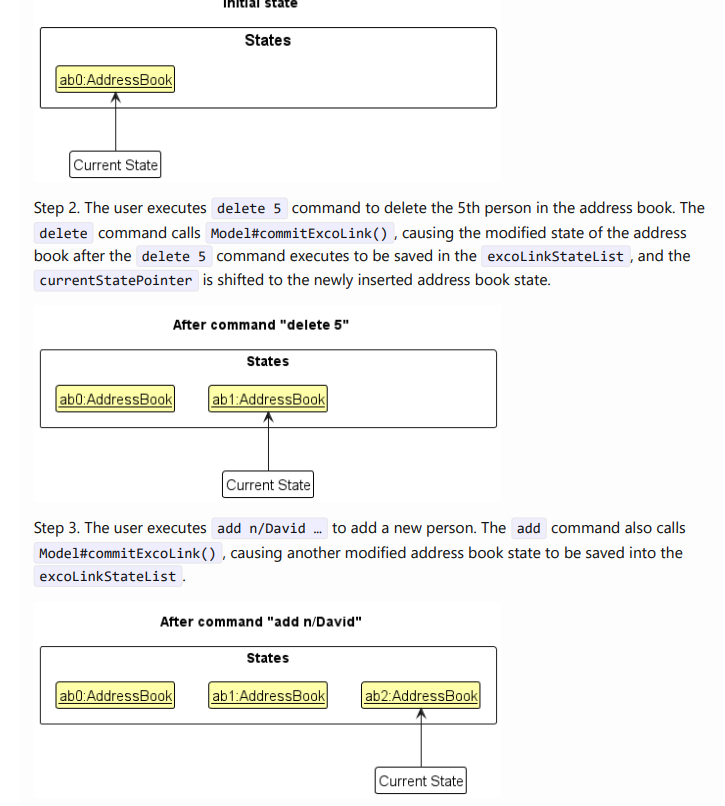 Initial state
States
ab0:AddressBook
Current State
Step 2. The user executes delete 5 command to delete the 5th person in the address book. The
delete command calls Model#commitExcoLink() , causing the modified state of the address
book after the delete 5 command executes to be saved in the excoLinkStateList , and the
currentStatePointer is shifted to the newly inserted address book state.
After command "delete 5"
States
ab0:AddressBook ab1:AddressBook
Current State
Step 3. The user executes add n/David … to add a new person. The add command also calls
Model#commitExcoLink() , causing another modified address book state to be saved into the
excoLinkStateList .
After command "add n/David"
States
ab0:AddressBook ab1:AddressBook ab2:AddressBook
Current State